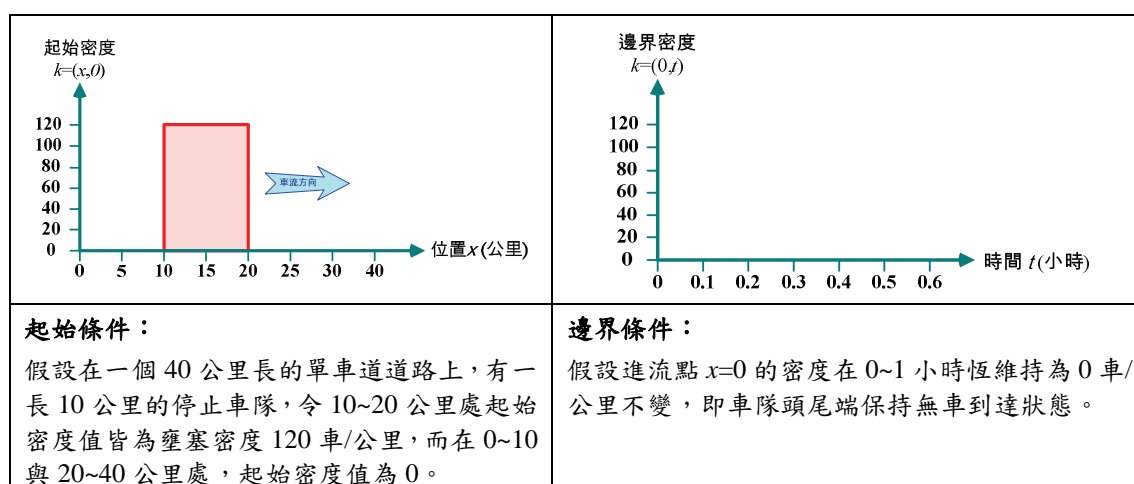 起始密度
k=(x,0)
120
100
80
60
40
20
0
車流方向
位置x(公里)
0 5 10 15 20 25 30 40
邊界密度
k=(0,t)
120
100
80
60
40
20
0
時間 t(小時)
0 0.1 0.2 0.3 0.4 0.5 0.6
起始條件：
假設在一個 40 公里長的單車道道路上，有一
長 10 公里的停止車隊，令 10~20 公里處起始
密度值皆為壅塞密度 120 車/公里，而在 0~10
與 20~40 公里處，起始密度值為 0。
邊界條件：
假設進流點 x=0 的密度在 0~1 小時恆維持為 0 車/
公里不變，即車隊頭尾端保持無車到達狀態。